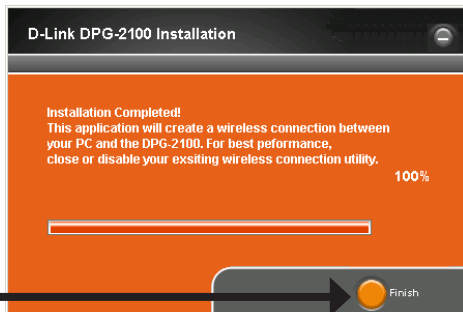 D-Link DPG-2100 Installation
Installation Completed!
This application will create a wireless connection between
your PC and the DPG-2100. For best peformance,
close or disable your exsiting wireless connection utility.
100%
Finish